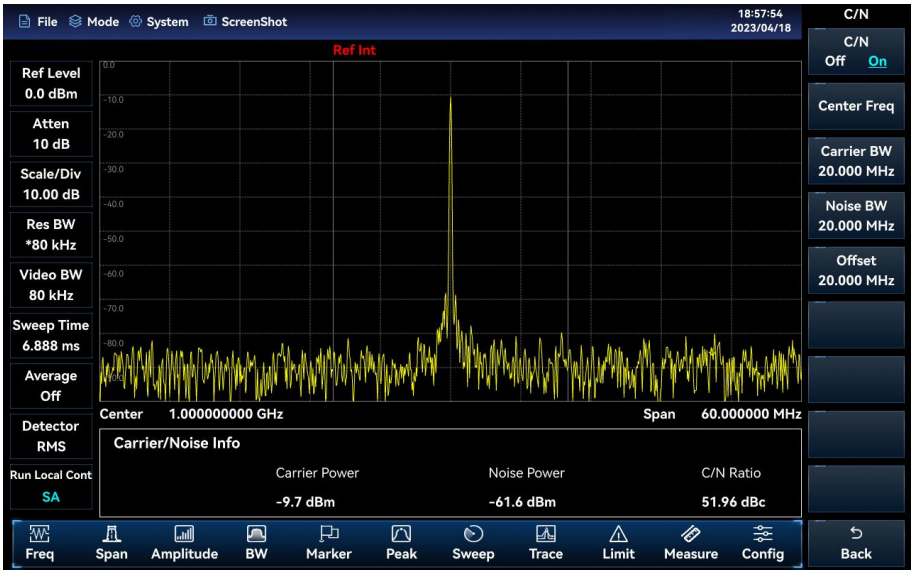 File Mode System ScreenShot
18:57:54
2023/04/18
C/N
Ref Int
C/N
Off On
Center Freq
Carrier BW
20.000 MHz
Noise BW
20.000 MHz
Offset
20.000 MHz
Ref Level
0.0 dBm
Atten
10 dB
Scale/Div
10.00 dB
Res BW
*80 kHz
Video BW
80 kHz
Sweep Time
6.888 ms
Average
Off
Detector
RMS
Run Local Cont
SA
0.0
-10.0
-20.0
-30.0
-40.0
-50.0
-60.0
-70.0
-80.0
Center 1.000000000 GHz Span 60.000000 MHz
Carrier/Noise Info
Carrier Power Noise Power C/N Ratio
-9.7 dBm -61.6 dBm 51.96 dBc
Freq Span Amplitude BW Marker Peak Sweep Trace Limit Measure Config Back